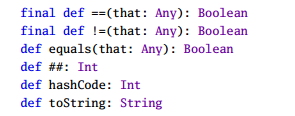 final def ==(that: Any): Boolean
final def !=(that: Any): Boolean
def equals(that: Any): Boolean
def ##: Int
def hashCode: Int
def toString: String